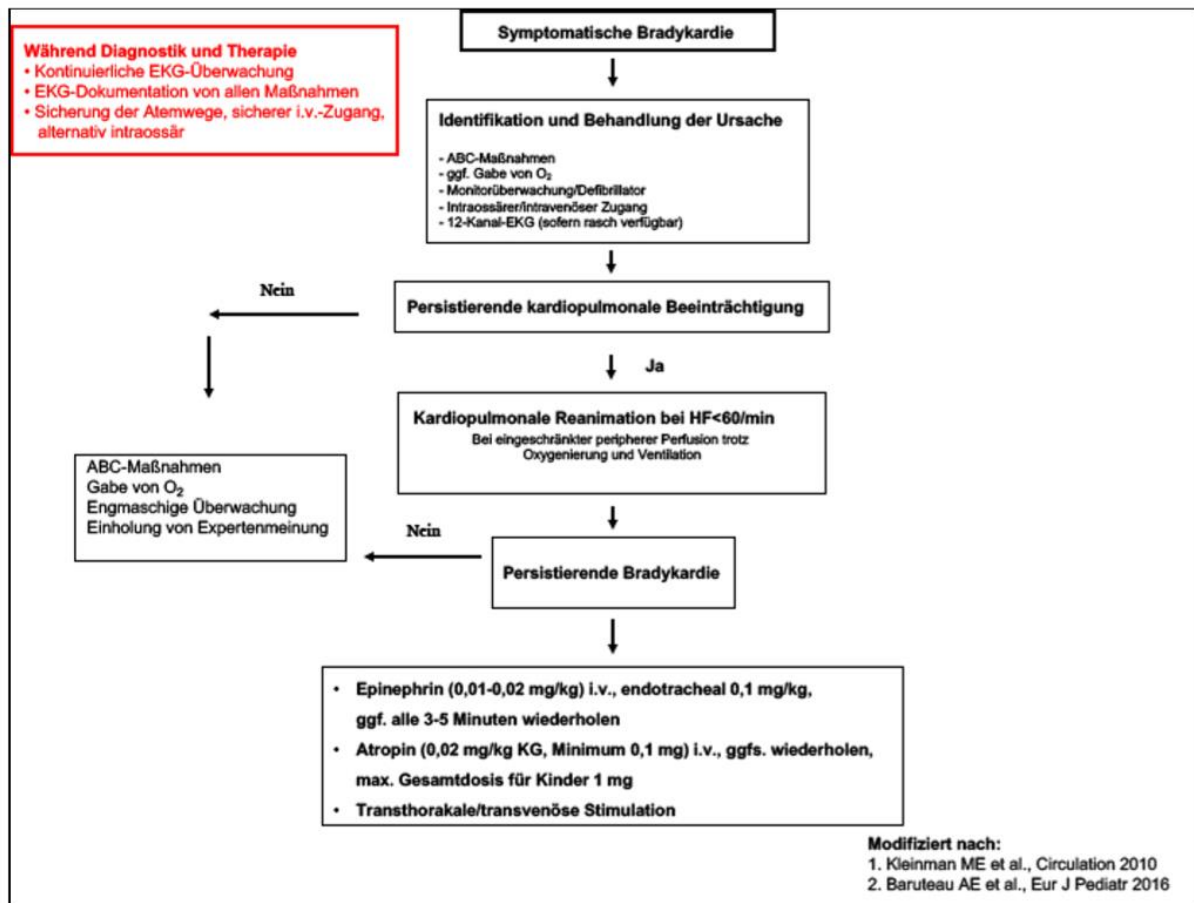 Symptomatische Bradykardie
Während Diagnostik und Therapie
• Kontinuierliche EKG-Überwachung
• EKG-Dokumentation von allen Maßnahmen
• Sicherung der Atemwege, sicherer i.v.-Zugang,
alternativ intraossär
Identifikation und Behandlung der Ursache
- ABC-Maßnahmen
- ggf. Gabe von O₂
- Monitorüberwachung/Defibrillator
- Intraossärer/intravenöser Zugang
- 12-Kanal-EKG (sofern rasch verfügbar)
Nein
Persistierende kardiopulmonale Beeinträchtigung
Ja
Kardiopulmonale Reanimation bei HF<60/min
Bei eingeschränkter peripherer Perfusion trotz
Oxygenierung und Ventilation
ABC-Maßnahmen
Gabe von O₂
Engmaschige Überwachung
Einholung von Expertenmeinung
Nein
Persistierende Bradykardie
• Epinephrin (0,01-0,02 mg/kg) i.v., endotracheal 0,1 mg/kg,
ggf. alle 3-5 Minuten wiederholen
• Atropin (0,02 mg/kg KG, Minimum 0,1 mg) i.v., ggfs. wiederholen,
max. Gesamtdosis für Kinder 1 mg
• Transthorakale/transvenöse Stimulation
Modifiziert nach:
1. Kleinman ME et al., Circulation 2010
2. Baruteau AE et al., Eur J Pediatr 2016